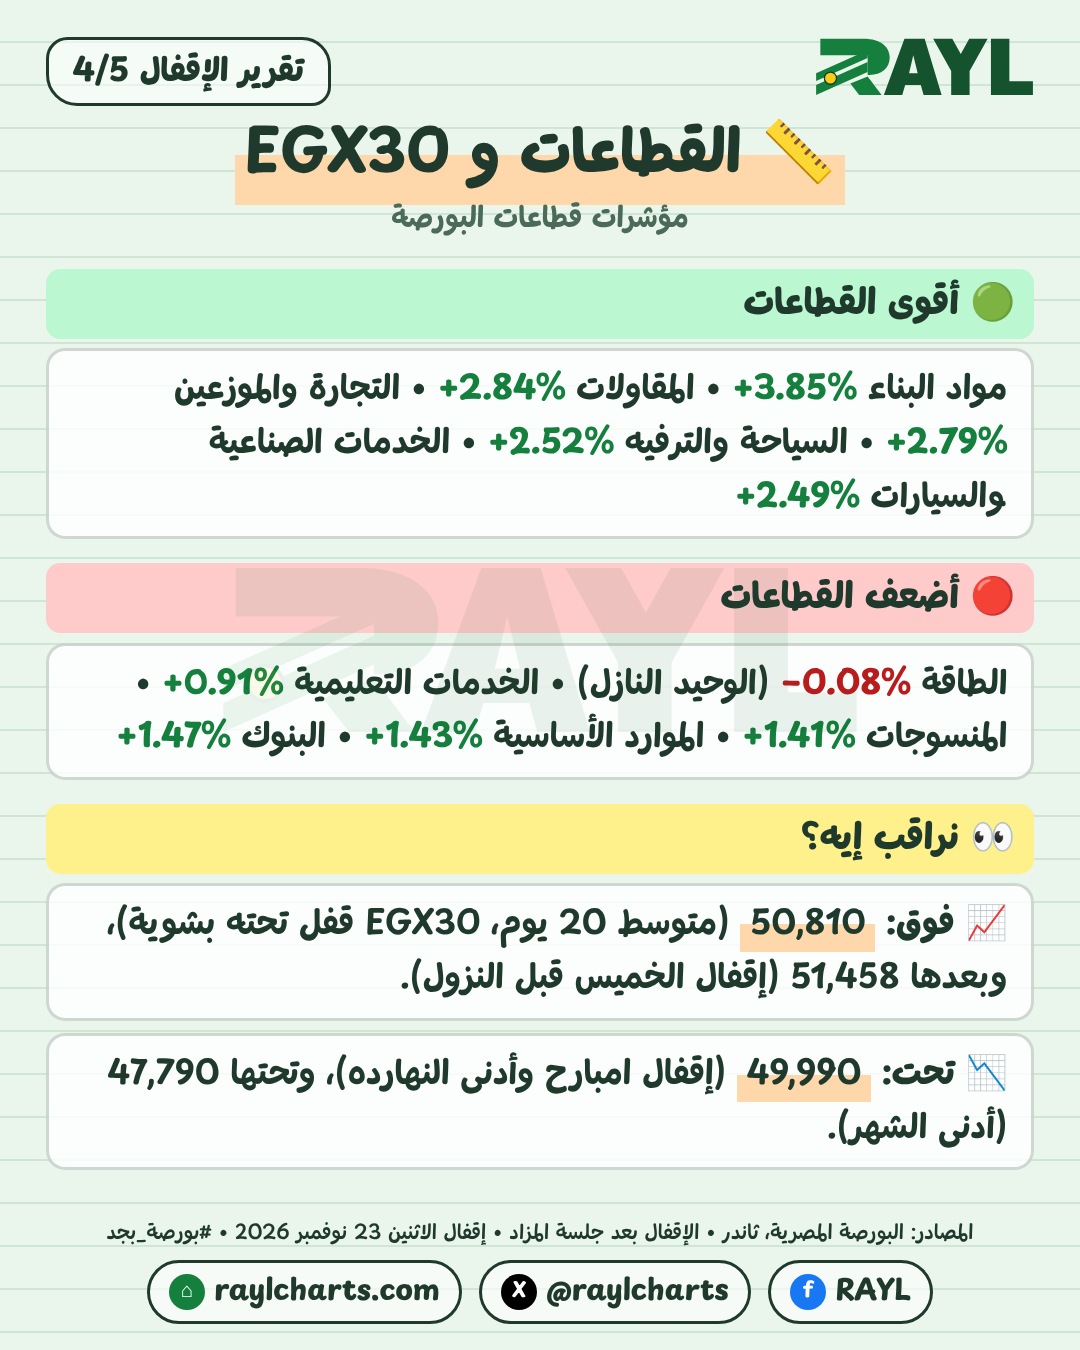 RAYL
تقرير الإقفال 4/5
📏 القطاعات و EGX30
مؤشرات قطاعات البورصة
🟢 أقوى القطاعات
مواد البناء +3.85% • المقاولات +2.84% • التجارة والموزعين
+2.79% • السياحة والترفيه +2.52% • الخدمات الصناعية
والسيارات +2.49%
🔴 أضعف القطاعات
الطاقة −0.08% (الوحيد النازل) • الخدمات التعليمية +0.91% •
المنسوجات +1.41% • الموارد الأساسية +1.43% • البنوك +1.47%
👀 نراقب إيه؟
📈 فوق: 50,810 (متوسط 20 يوم، EGX30 قفل تحته بشوية)،
وبعدها 51,458 (إقفال الخميس قبل النزول).
📉 تحت: 49,990 (إقفال امبارح وأدنى النهارده)، وتحتها 47,790
(أدنى الشهر).
المصادر: البورصة المصرية، ثاندر • الإقفال بعد جلسة المزاد • إقفال الاثنين 23 نوفمبر 2026 • #بورصة_بجد
RAYL
@raylcharts
raylcharts.com